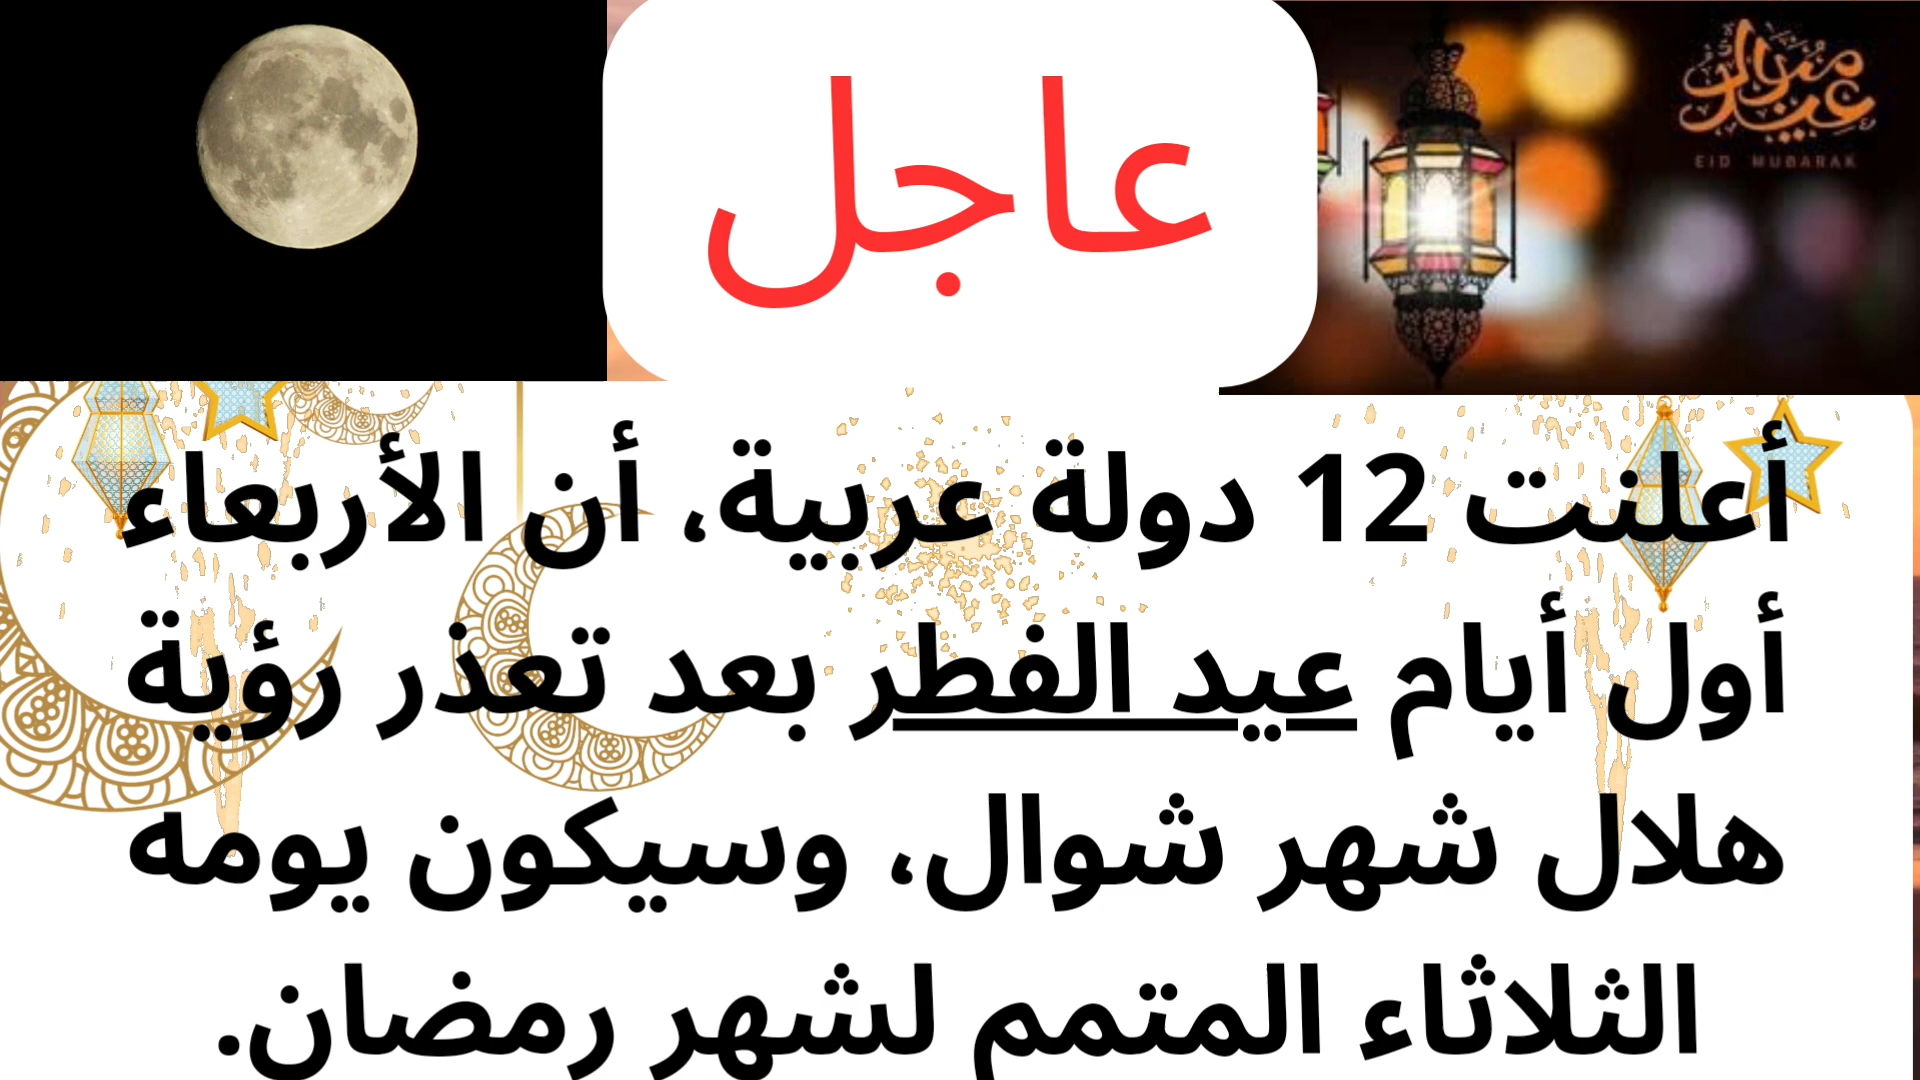 عاجل
عيد مبارك
EID MUBARAK
أعلنت 12 دولة عربية، أن الأربعاء
أول أيام عيد الفطر بعد تعذر رؤية
هلال شهر شوال، وسيكون يومه
الثلاثاء المتمم لشهر رمضان.